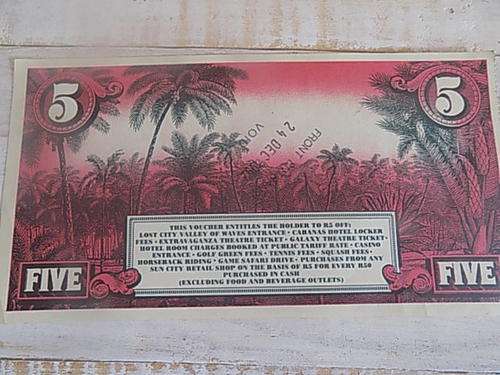 5 5
FRONT
24 DEC
VOI
THIS VOUCHER ENTITLES THE HOLDER TO R5 OFF:
LOST CITY VALLEY OF WAVES ENTRANCE · CABANAS HOTEL LOCKER
FEES · EXTRAVAGANZA THEATRE TICKET · GALAXY THEATRE TICKET ·
HOTEL ROOM CHARGES BOOKED AT PUBLIC TARIFF RATE · CASINO
ENTRANCE · GOLF GREEN FEES · TENNIS FEES · SQUASH FEES ·
HORSEBACK RIDING · GAME SAFARI DRIVE · PURCHASES FROM ANY
SUN CITY RETAIL SHOP ON THE BASIS OF R5 FOR EVERY R50
PURCHASED IN CASH
(EXCLUDING FOOD AND BEVERAGE OUTLETS)
FIVE FIVE